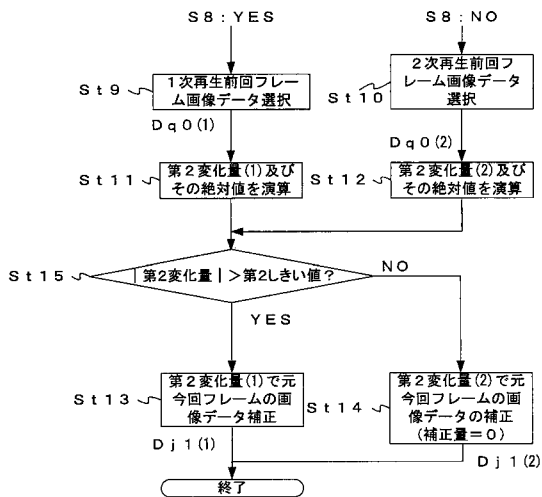 S8:YES
S8:NO
St9
1次再生前回フレー
ム画像データ選択
St10
2次再生前回フ
レーム画像データ
選択
Dq0(1)
Dq0(2)
St11
第2変化量(1)及び
その絶対値を演算
St12
第2変化量(2)及び
その絶対値を演算
St15
|第2変化量|>第2しきい値?
NO
YES
St13
第2変化量(1)で元
今回フレームの画
像データ補正
St14
第2変化量(2)で元
今回フレームの画
像データの補正
(補正量=0)
Dj1(1)
Dj1(2)
終了